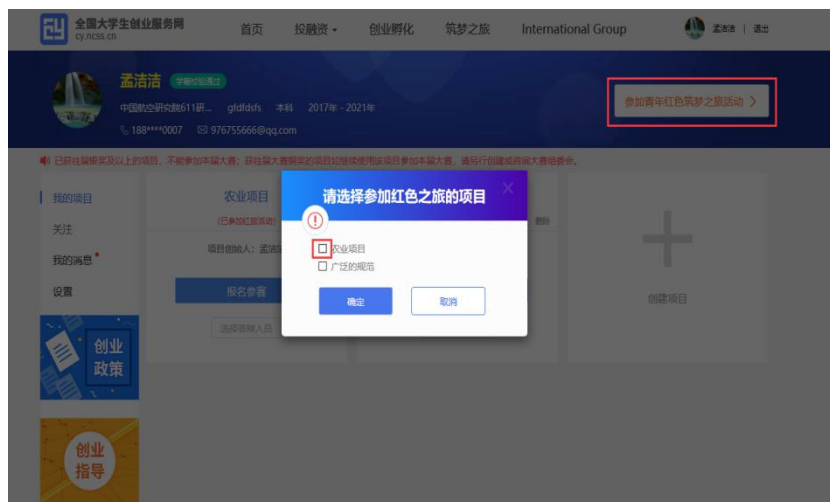 全国大学生创业服务网
cy.ncss.cn
首页
投融资
创业孵化
筑梦之旅
International Group
孟洁洁 | 退出
孟洁洁 学籍校验通过
中国航空研究院611研... gfdfdsfs 本科 2017年 - 2021年
188****0007 976755666@qq.com
参加青年红色筑梦之旅活动 >
已获往届银奖及以上的项目，不能参加本届大赛；获往届大赛铜奖的项目如继续使用该项目参加本届大赛，请另行创建或咨询大赛组委会。
我的项目
关注
我的消息
设置
创业
政策
创业
指导
农业项目
(已参加红旅活动)
项目创始人：孟洁
报名参赛
选择答辩人员
删除
创建项目
请选择参加红色之旅的项目
农业项目
广泛的规范
确定
取消